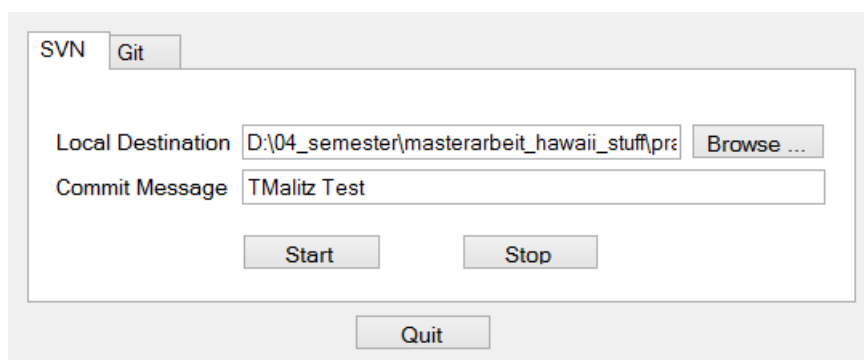 SVN Git
Local Destination D:\04_semester\masterarbeit_hawaii_stuff\pra Browse ...
Commit Message TMalitz Test
Start Stop
Quit